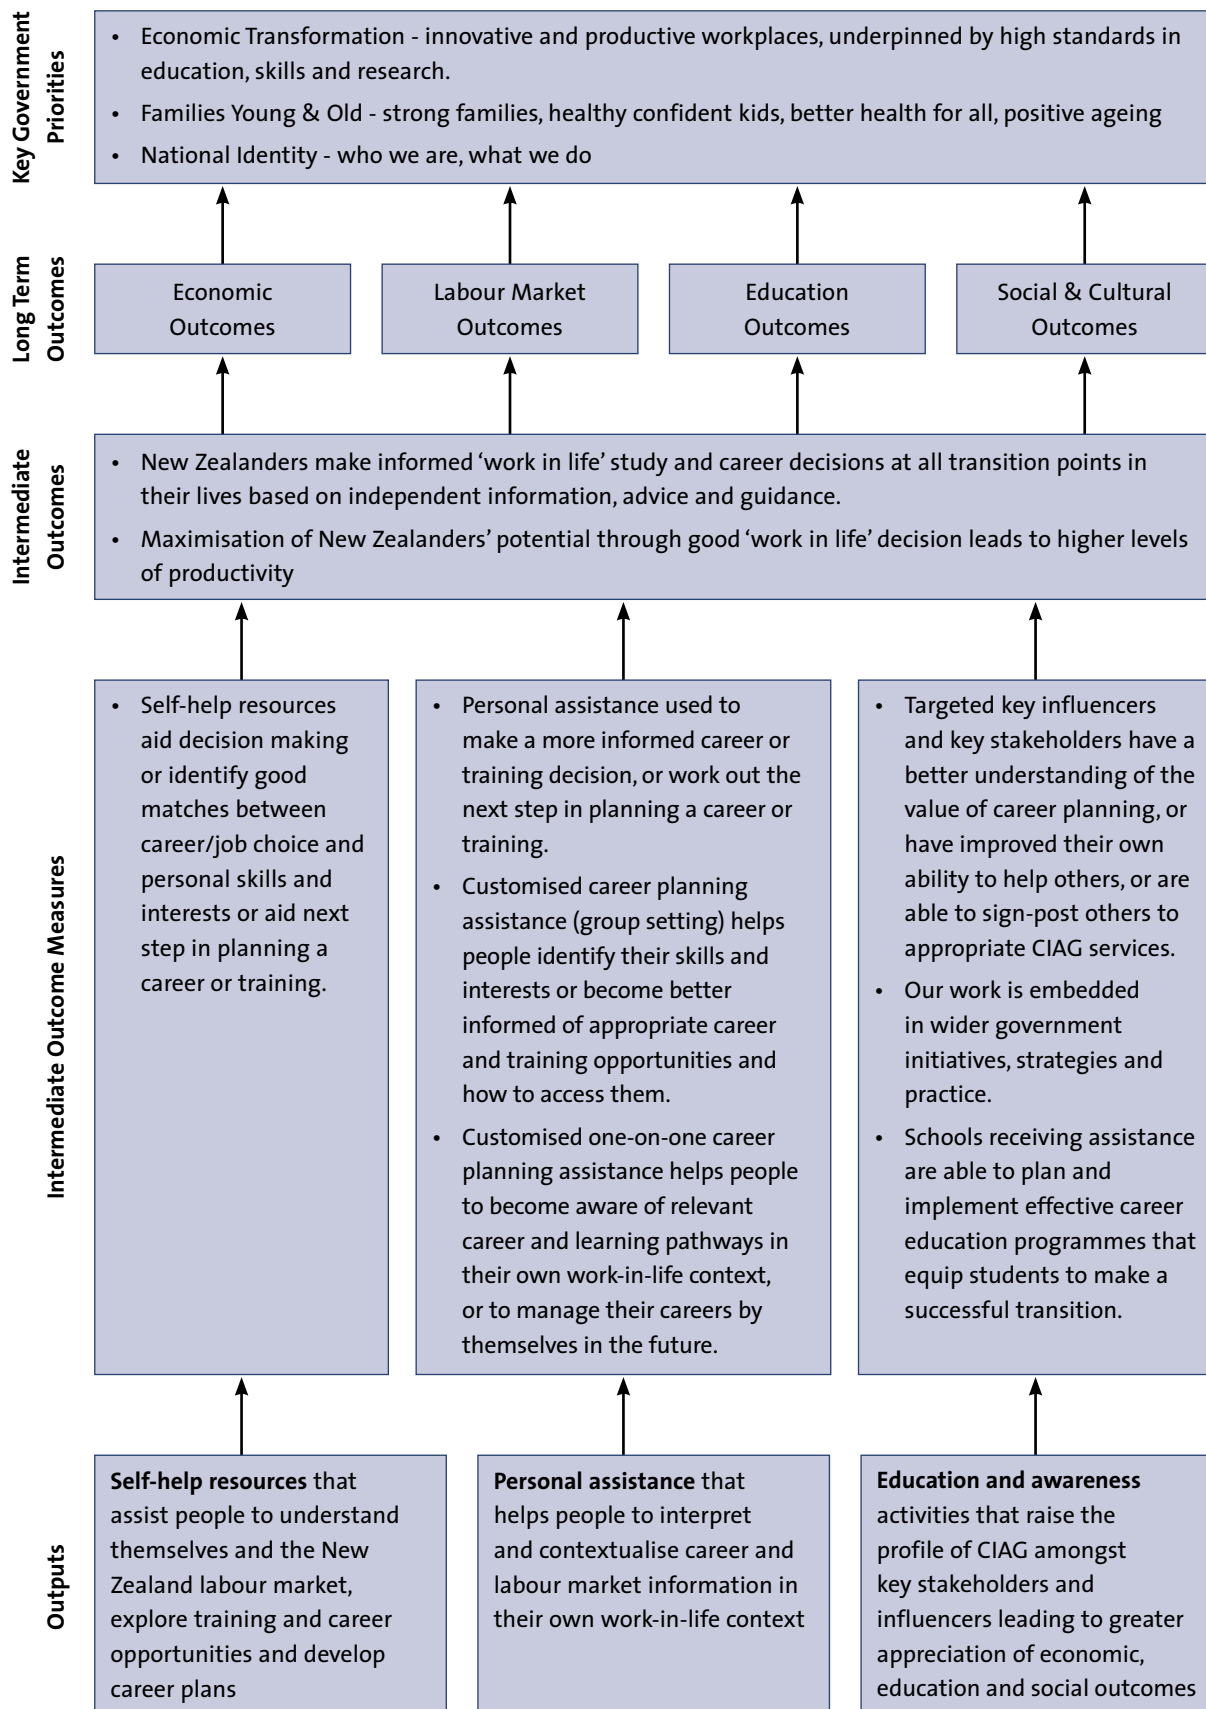 Key Government
Priorities
• Economic Transformation - innovative and productive workplaces, underpinned by high standards in
education, skills and research.
• Families Young & Old - strong families, healthy confident kids, better health for all, positive ageing
• National Identity - who we are, what we do
Long Term
Outcomes
Economic
Outcomes
Labour Market
Outcomes
Education
Outcomes
Social & Cultural
Outcomes
Intermediate
Outcomes
• New Zealanders make informed ‘work in life’ study and career decisions at all transition points in
their lives based on independent information, advice and guidance.
• Maximisation of New Zealanders’ potential through good ‘work in life’ decision leads to higher levels
of productivity
Intermediate Outcome Measures
• Self-help resources
aid decision making
or identify good
matches between
career/job choice and
personal skills and
interests or aid next
step in planning a
career or training.
• Personal assistance used to
make a more informed career or
training decision, or work out the
next step in planning a career or
training.
• Customised career planning
assistance (group setting) helps
people identify their skills and
interests or become better
informed of appropriate career
and training opportunities and
how to access them.
• Customised one-on-one career
planning assistance helps people
to become aware of relevant
career and learning pathways in
their own work-in-life context,
or to manage their careers by
themselves in the future.
• Targeted key influencers
and key stakeholders have a
better understanding of the
value of career planning, or
have improved their own
ability to help others, or are
able to sign-post others to
appropriate CIAG services.
• Our work is embedded
in wider government
initiatives, strategies and
practice.
• Schools receiving assistance
are able to plan and
implement effective career
education programmes that
equip students to make a
successful transition.
Outputs
Self-help resources that
assist people to understand
themselves and the New
Zealand labour market,
explore training and career
opportunities and develop
career plans
Personal assistance that
helps people to interpret
and contextualise career and
labour market information in
their own work-in-life context
Education and awareness
activities that raise the
profile of CIAG amongst
key stakeholders and
influencers leading to greater
appreciation of economic,
education and social outcomes